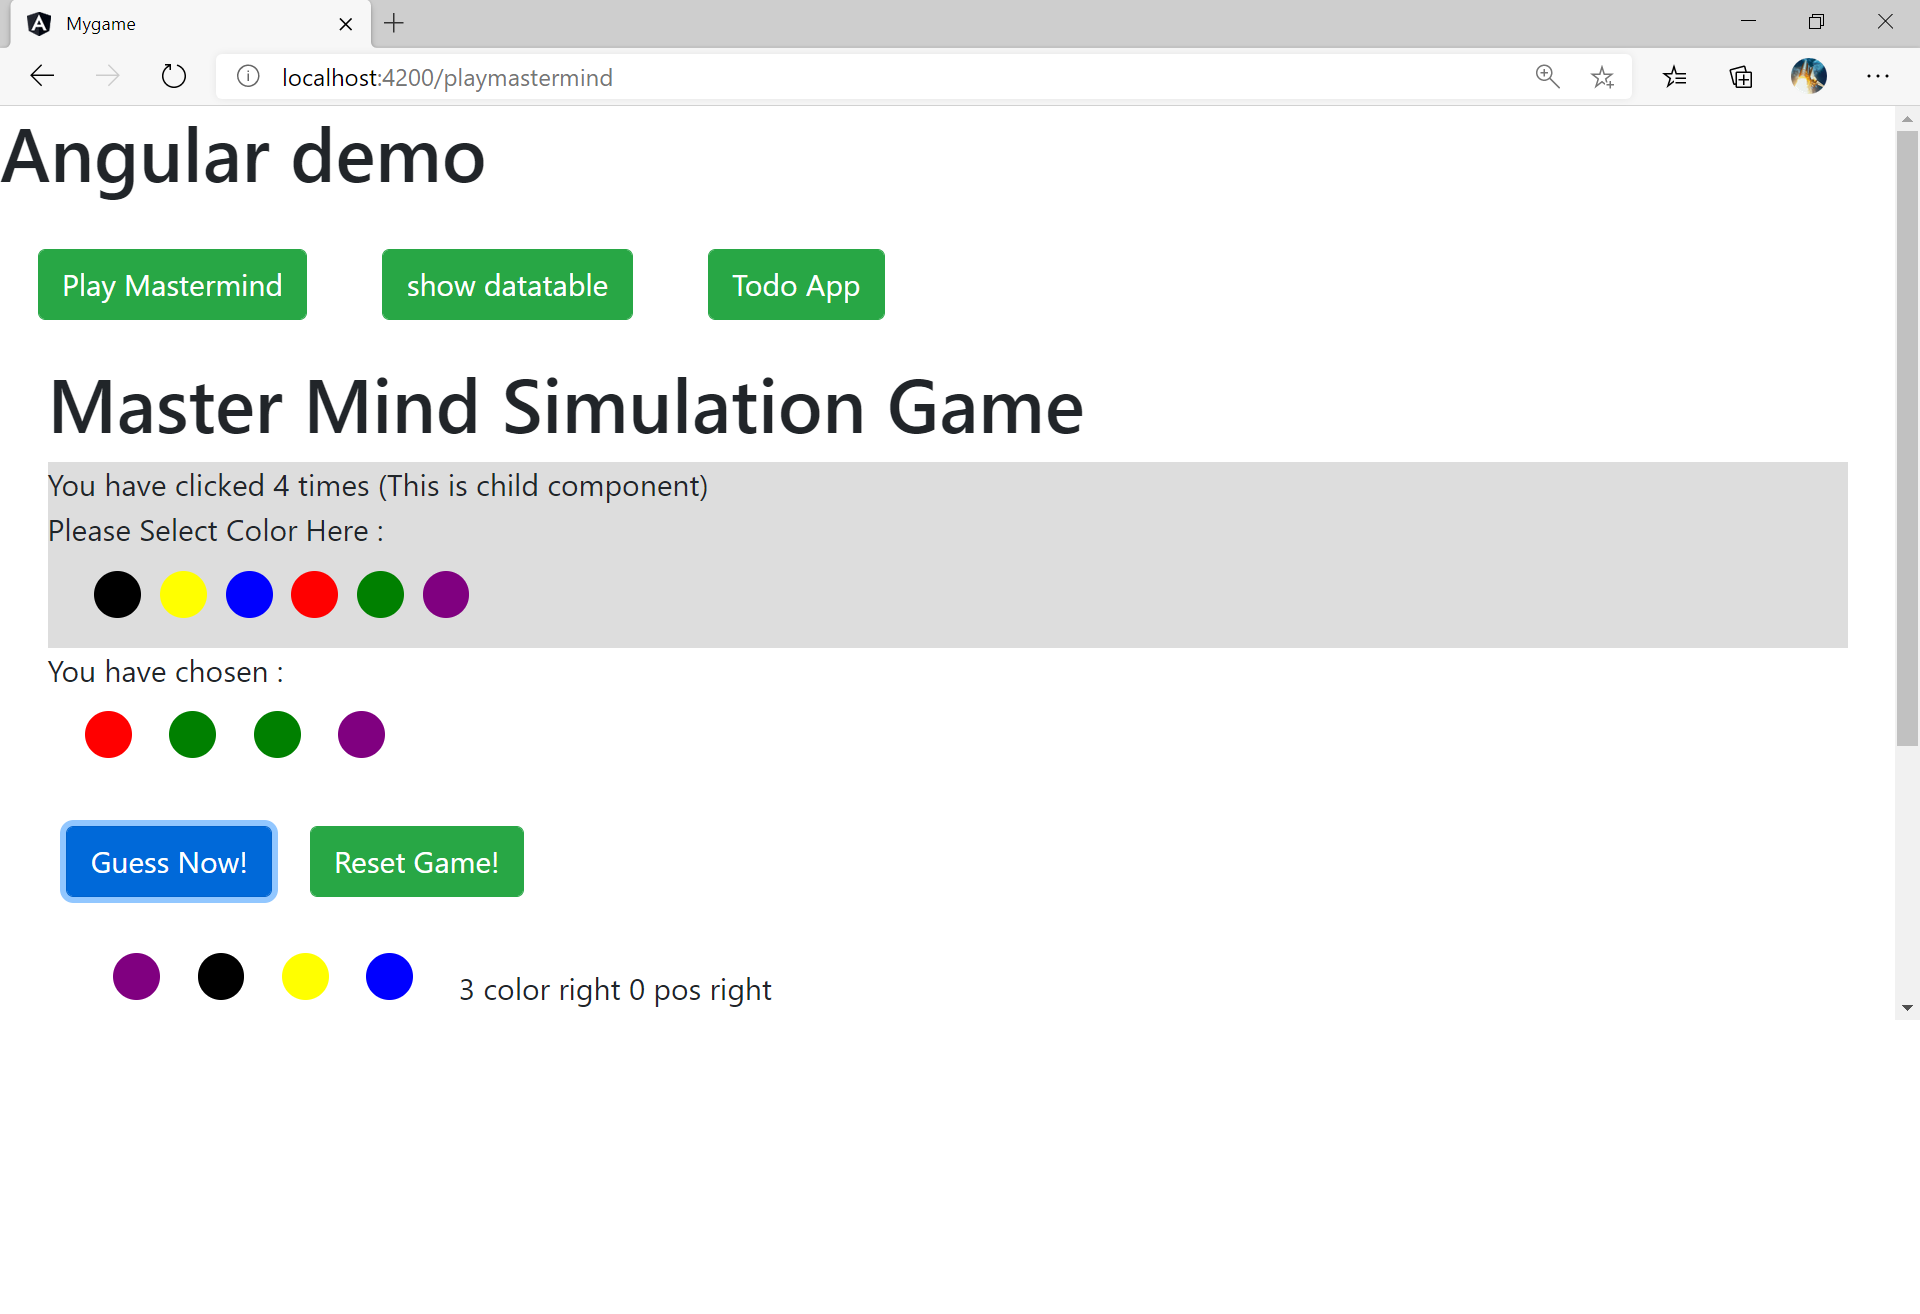 Mygame
localhost:4200/playmastermind
Angular demo
Play Mastermind show datatable Todo App
Master Mind Simulation Game
You have clicked 4 times (This is child component)
Please Select Color Here :
You have chosen :
Guess Now! Reset Game!
3 color right 0 pos right